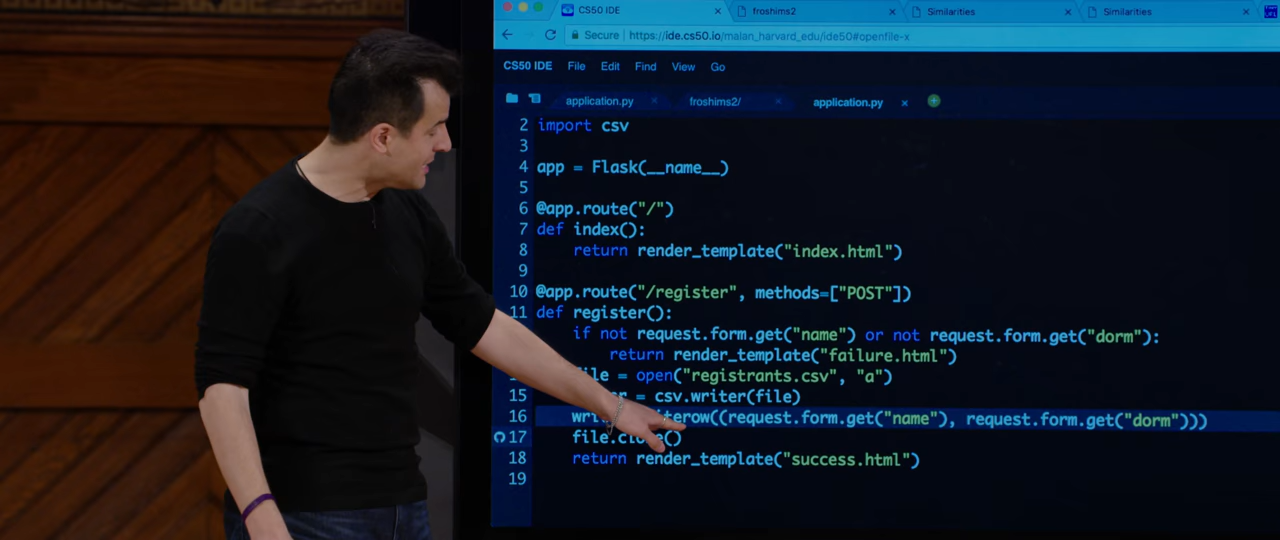 CS50 IDE
froshims2
Similarities
Similarities
Secure
https://ide.cs50.io/malan_harvard_edu/ide50#openfile-x
CS50 IDE File Edit Find View Go
application.py froshims2/ application.py
2 import csv
3
4 app = Flask(__name__)
5
6 @app.route("/")
7 def index():
8 return render_template("index.html")
9
10 @app.route("/register", methods=["POST"])
11 def register():
if not request.form.get("name") or not request.form.get("dorm"):
return render_template("failure.html")
= open("registrants.csv", "a")
15 = csv.writer(file)
16 ((request.form.get("name"), request.form.get("dorm")))
17
18 return render_template("success.html")
19